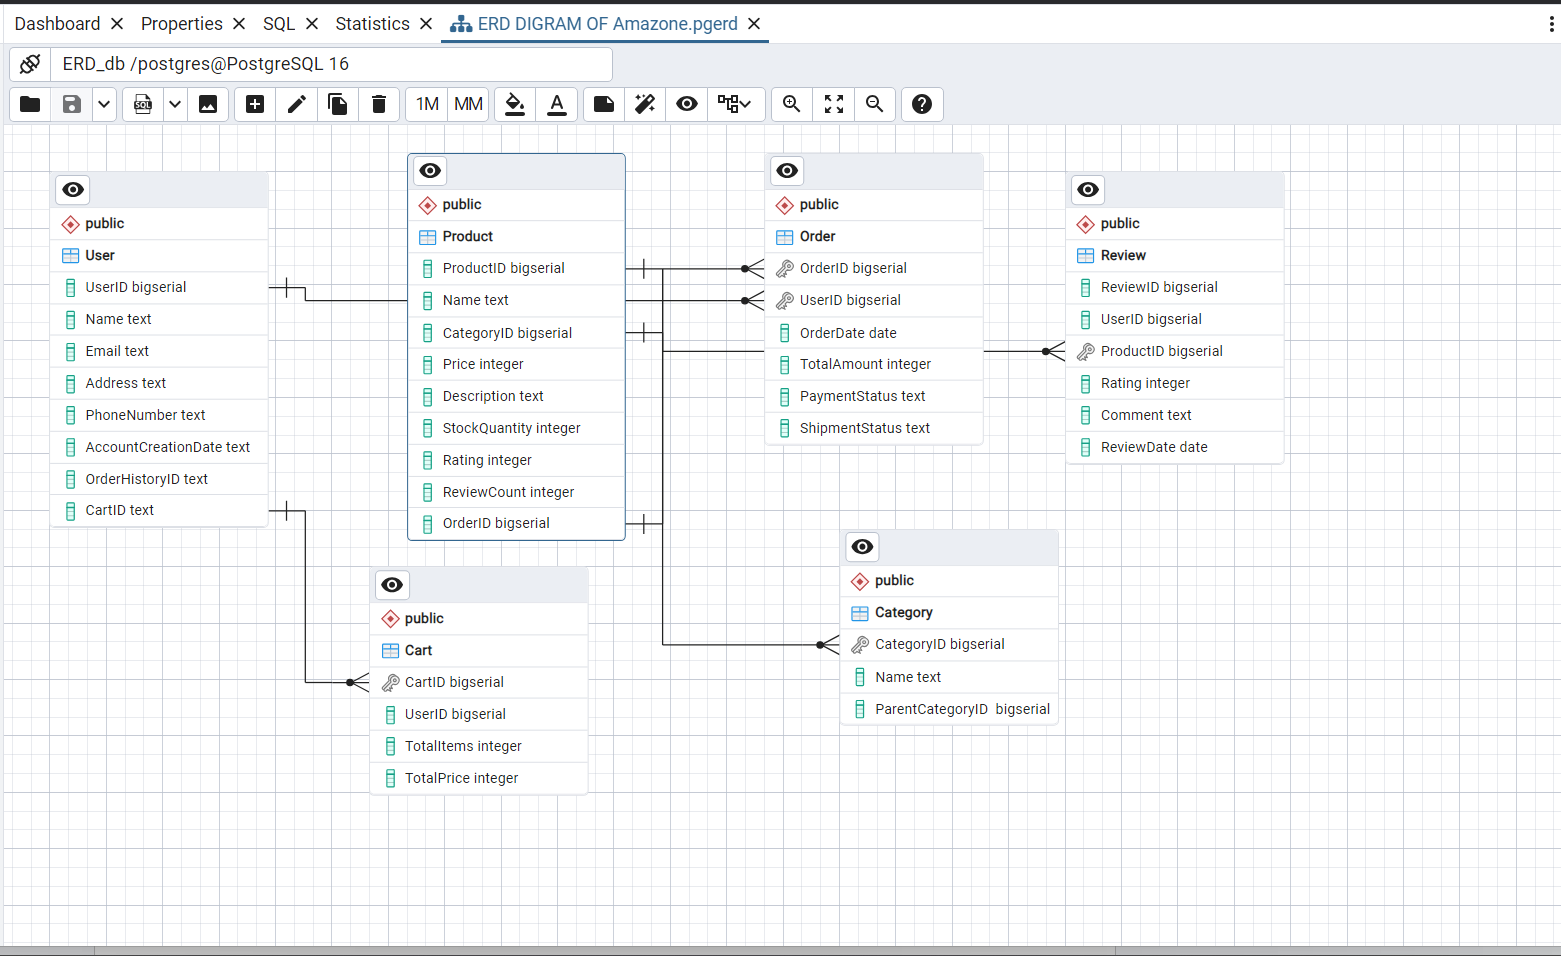 Dashboard
Properties
SQL
Statistics
ERD DIGRAM OF Amazone.pgerd
ERD_db /postgres@PostgreSQL 16
SQL
1M
MM
A
public
User
UserID bigserial
Name text
Email text
Address text
PhoneNumber text
AccountCreationDate text
OrderHistoryID text
CartID text
public
Product
ProductID bigserial
Name text
CategoryID bigserial
Price integer
Description text
StockQuantity integer
Rating integer
ReviewCount integer
OrderID bigserial
public
Order
OrderID bigserial
UserID bigserial
OrderDate date
TotalAmount integer
PaymentStatus text
ShipmentStatus text
public
Review
ReviewID bigserial
UserID bigserial
ProductID bigserial
Rating integer
Comment text
ReviewDate date
public
Cart
CartID bigserial
UserID bigserial
TotalItems integer
TotalPrice integer
public
Category
CategoryID bigserial
Name text
ParentCategoryID  bigserial